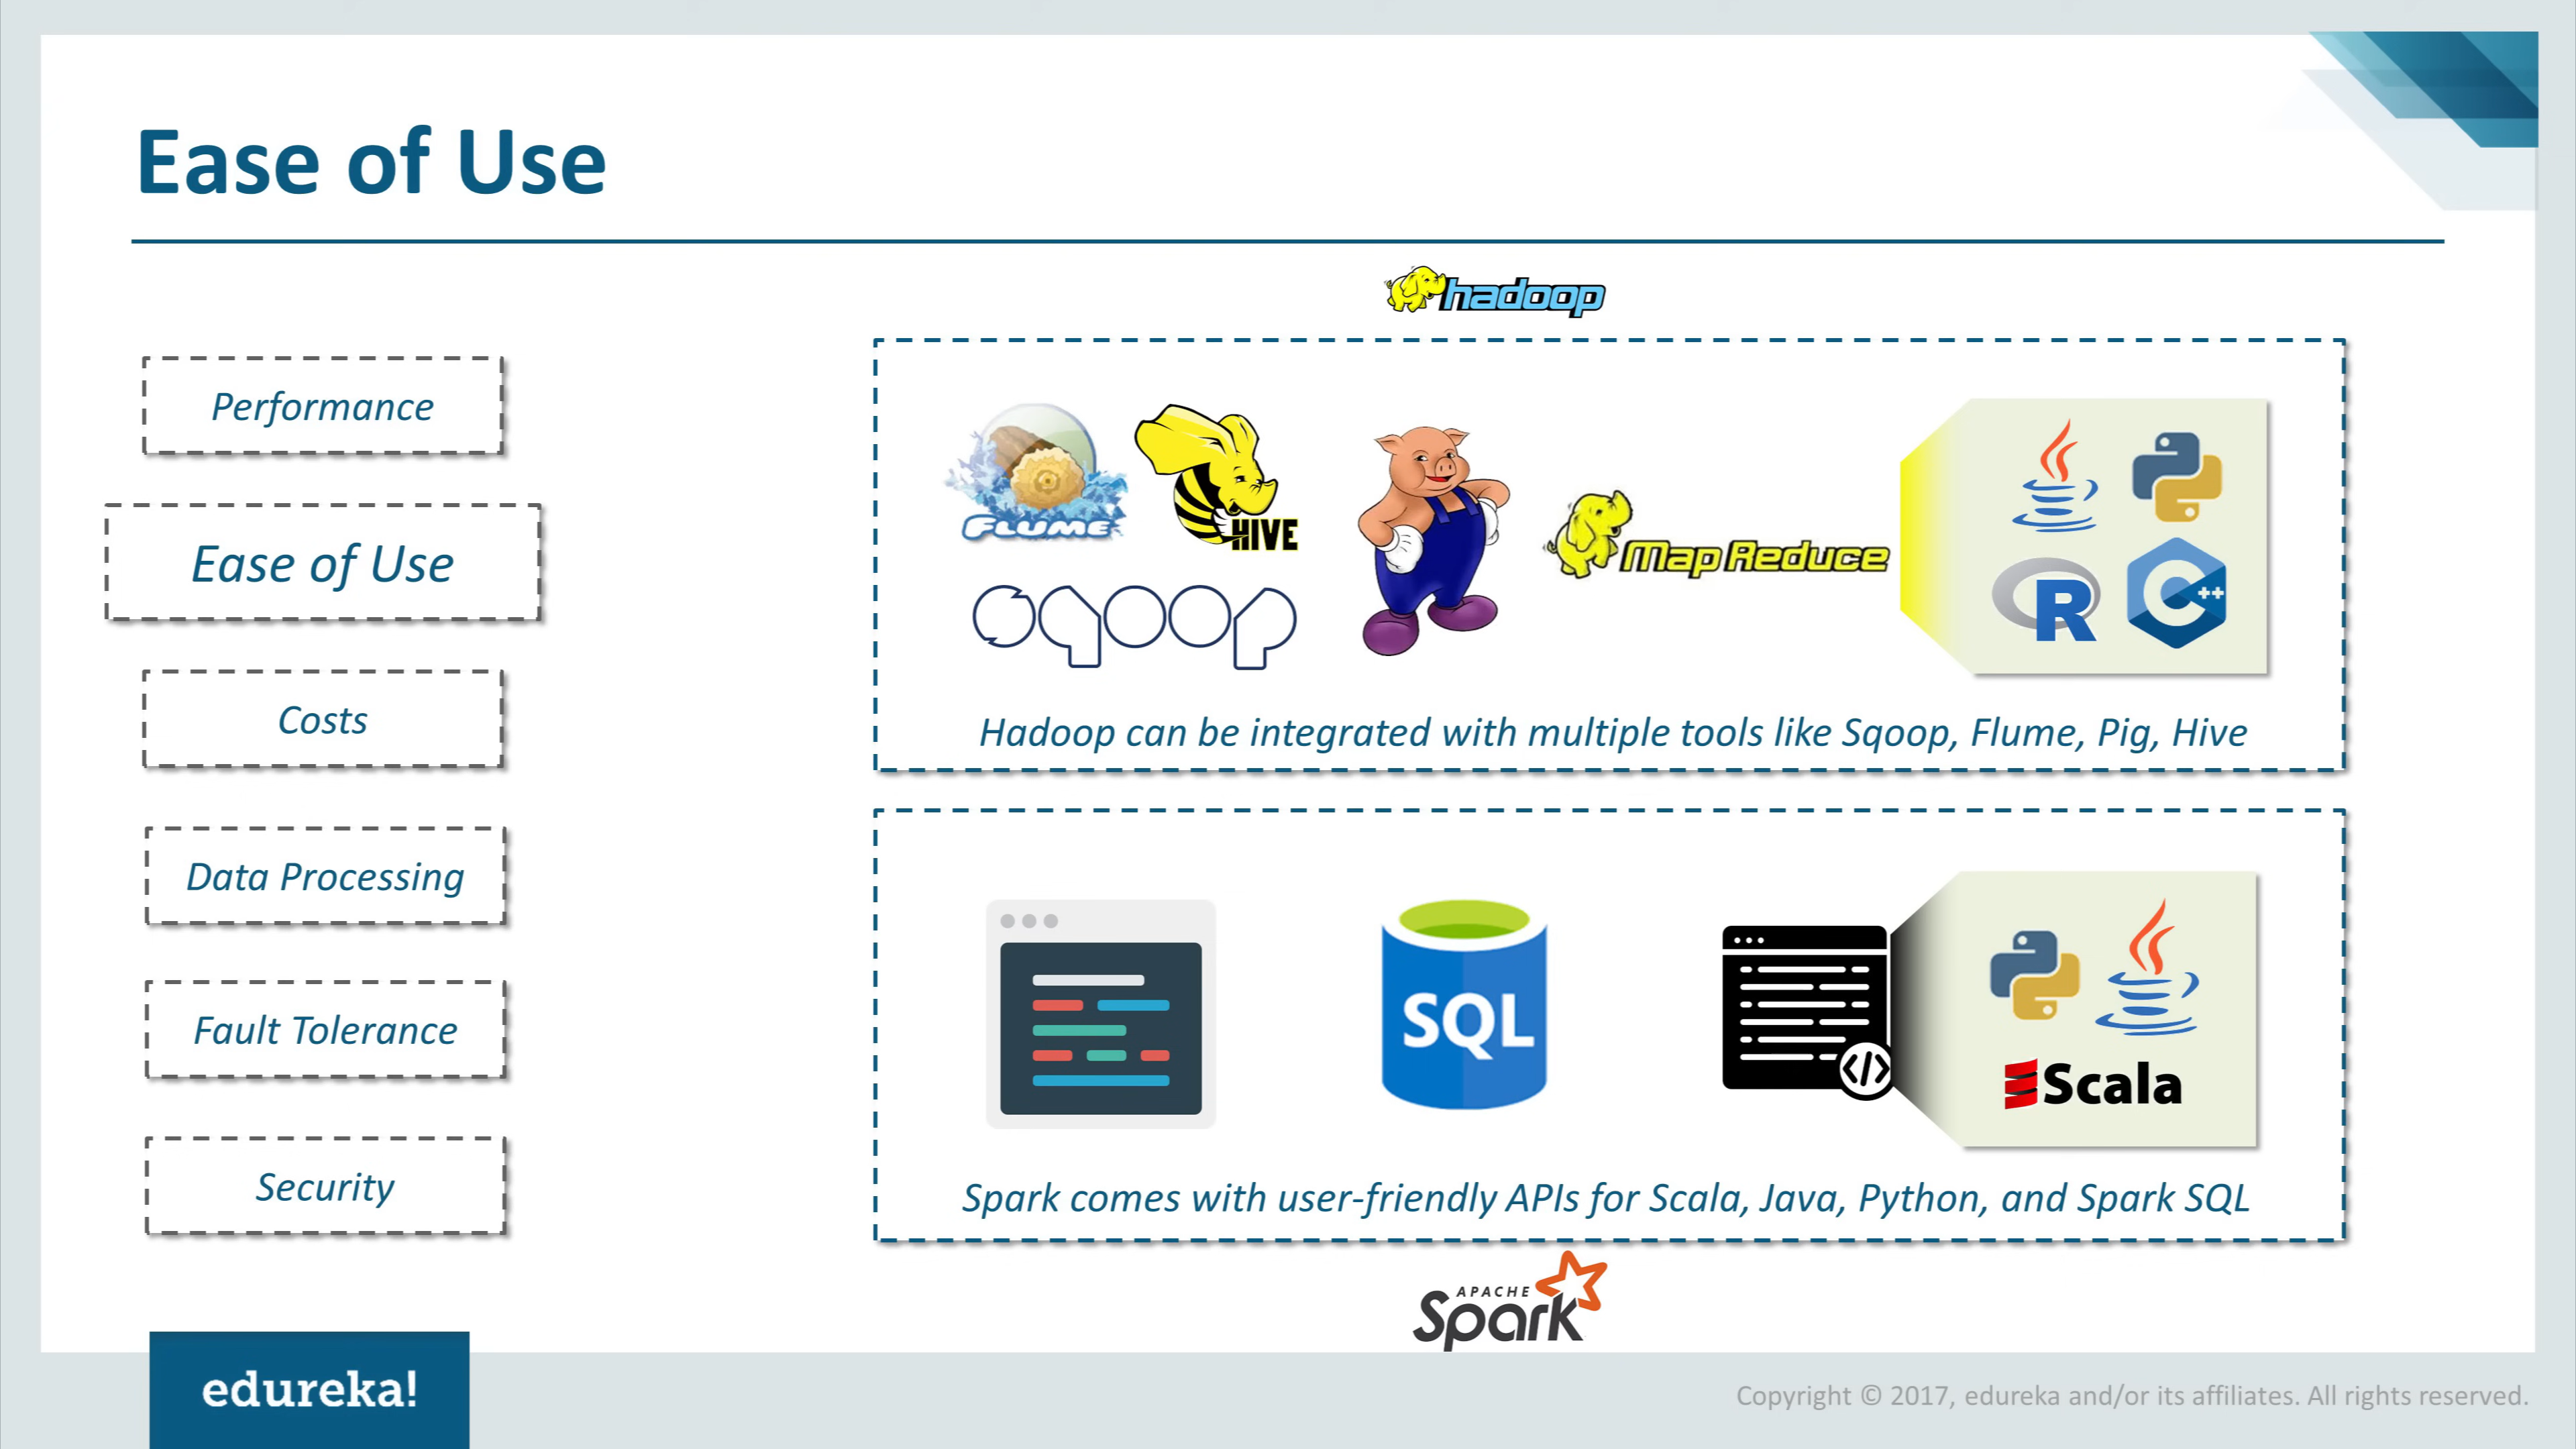 Ease of Use
hadoop
Performance
Ease of Use
Costs
Data Processing
Fault Tolerance
Security
FLUME
HIVE
sqoop
Map Reduce
R
C++
Hadoop can be integrated with multiple tools like Sqoop, Flume, Pig, Hive
SQL
</>
Scala
Spark comes with user-friendly APIs for Scala, Java, Python, and Spark SQL
APACHE
Spark
edureka!
Copyright © 2017, edureka and/or its affiliates. All rights reserved.